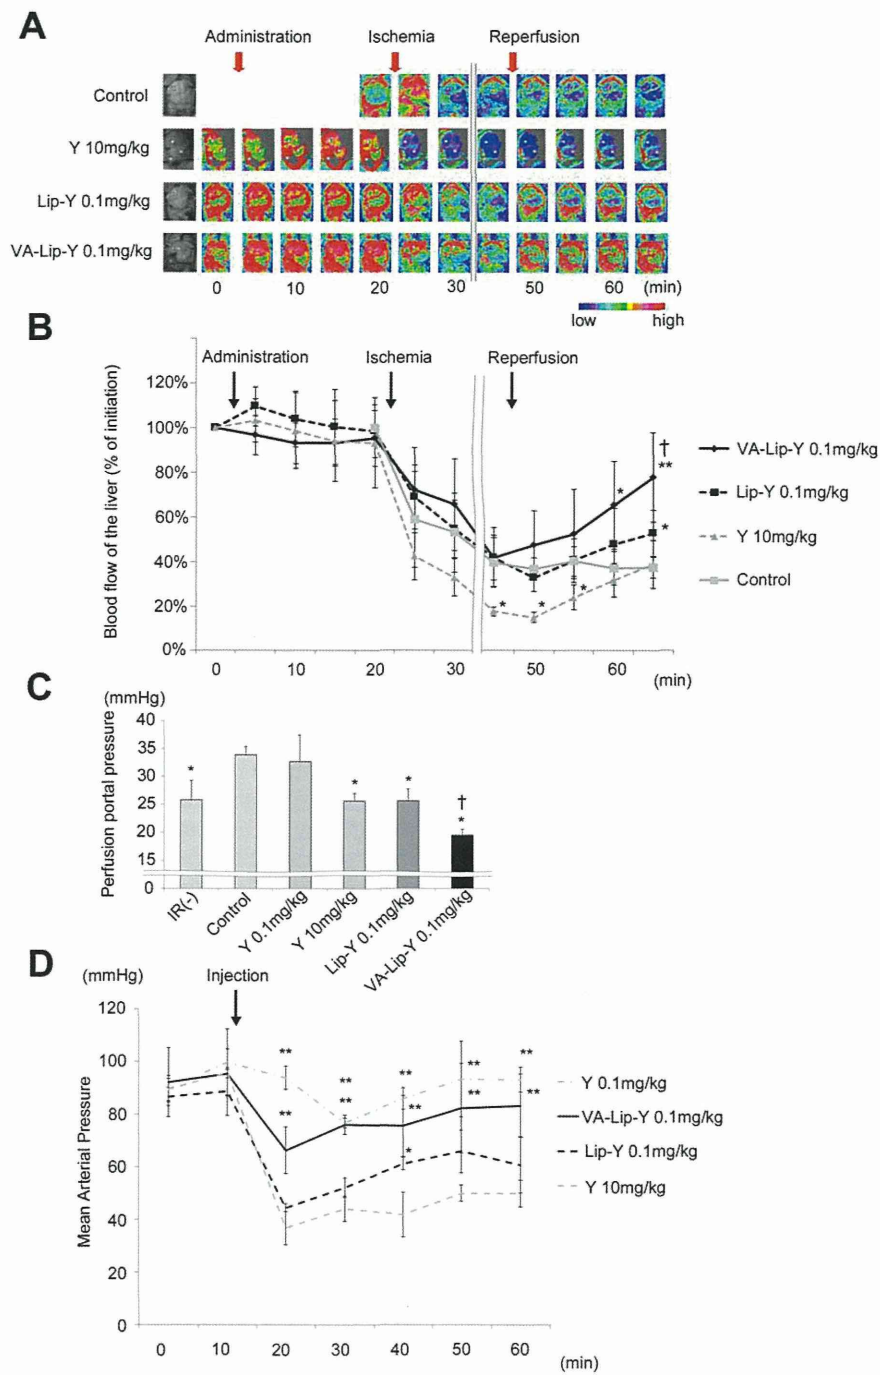 A
Administration Ischemia Reperfusion
Control
Y 10mg/kg
Lip-Y 0.1mg/kg
VA-Lip-Y 0.1mg/kg
0 10 20 30 50 60 (min)
low high
B
Administration Ischemia Reperfusion
Blood flow of the liver (% of initiation)
120%
100%
80%
60%
40%
20%
0%
0 10 20 30 50 60
(min)
† ** * * * * *
VA-Lip-Y 0.1mg/kg
Lip-Y 0.1mg/kg
Y 10mg/kg
Control
C
(mmHg)
Perfusion portal pressure
40
35
30
25
20
15
0
* * * † *
IR(-)
Control
Y 0.1mg/kg
Y 10mg/kg
Lip-Y 0.1mg/kg
VA-Lip-Y 0.1mg/kg
D
(mmHg) Injection
Mean Arterial Pressure
120
100
80
60
40
20
0
0 10 20 30 40 50 60
(min)
** ** ** ** **
** ** ** ** **
*
Y 0.1mg/kg
VA-Lip-Y 0.1mg/kg
Lip-Y 0.1mg/kg
Y 10mg/kg